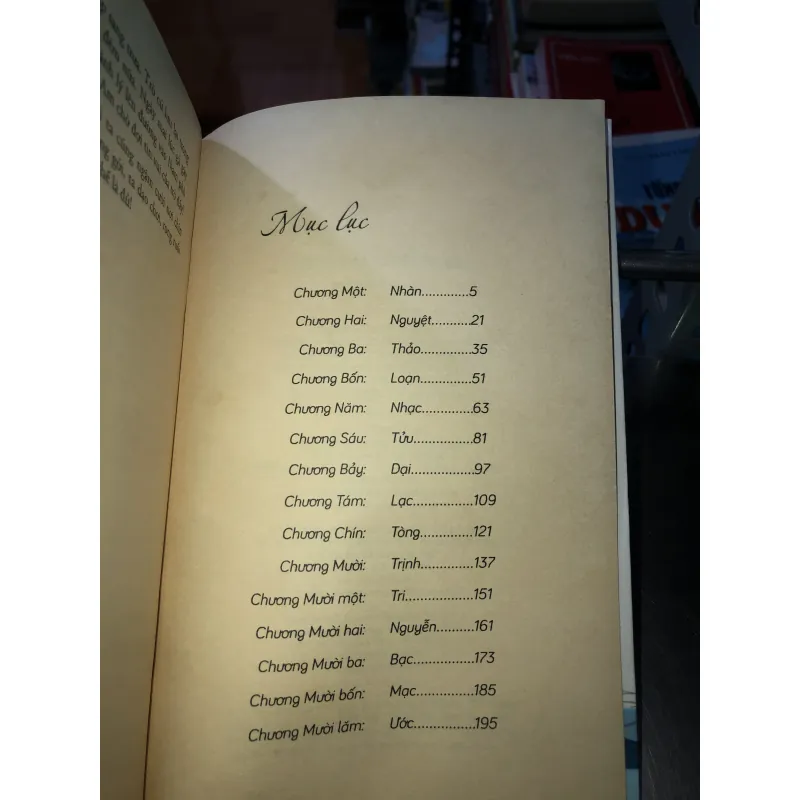 Mục lục
Chương Một: Nhàn.............5
Chương Hai: Nguyệt...........21
Chương Ba: Thảo..............35
Chương Bốn: Loạn..............51
Chương Năm: Nhạc..............63
Chương Sáu: Tửu................81
Chương Bảy: Dại.................97
Chương Tám: Lạc................109
Chương Chín: Tòng..............121
Chương Mười: Trịnh..............137
Chương Mười một: Tri..................151
Chương Mười hai: Nguyễn..........161
Chương Mười ba: Bạc................173
Chương Mười bốn: Mạc...............185
Chương Mười lăm: Ước................195